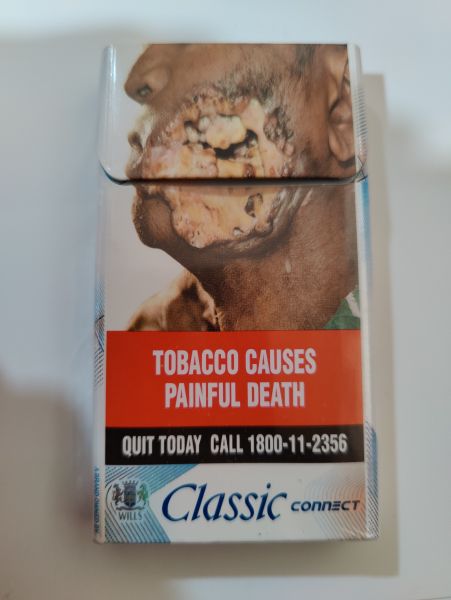 TOBACCO CAUSES
PAINFUL DEATH
QUIT TODAY CALL 1800-11-2356
WILLS
Classic CONNECT